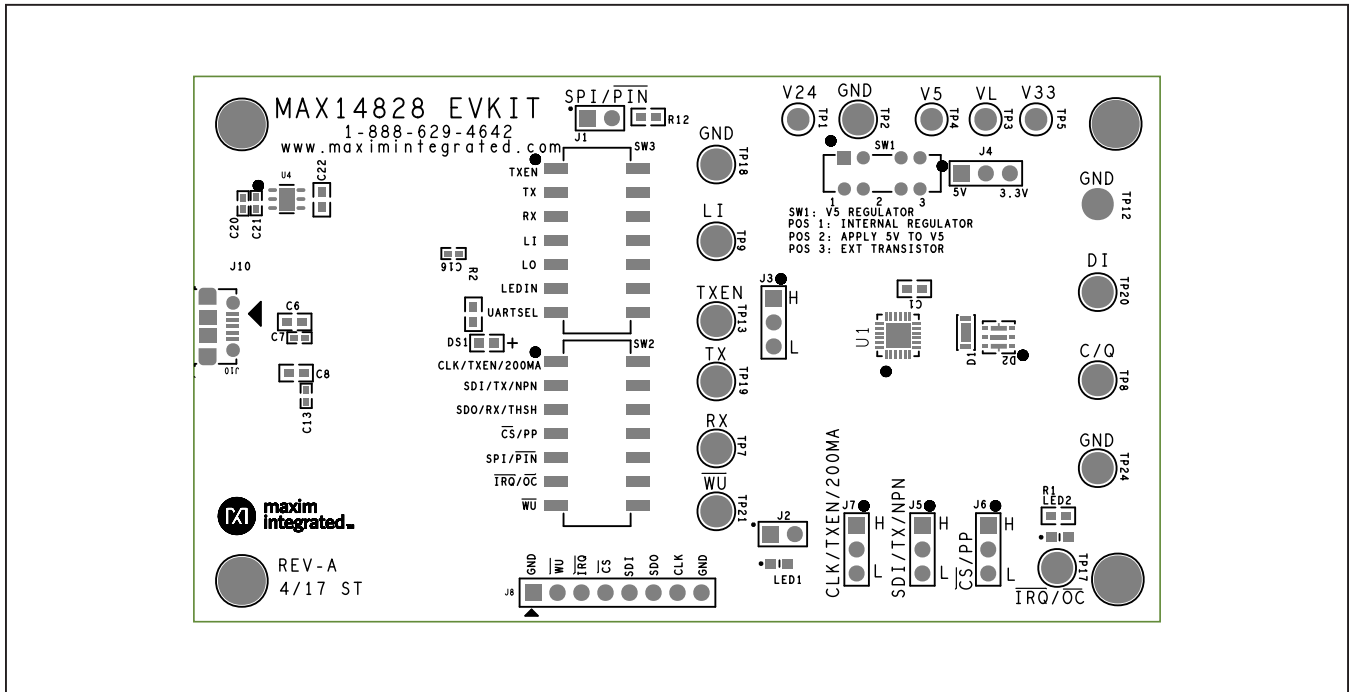 MAX14828 EVKIT
1-888-629-4642
www.maximintegrated.com
SPI/PIN
J1
R12
V24
TP1
GND
TP2
V5
TP4
VL
TP3
V33
TP5
GND
TP18
SW3
TXEN
TX
RX
LI
LO
LEDIN
UARTSEL
SW1
1 2 3
J4
5V 3.3V
SW1: V5 REGULATOR
POS 1: INTERNAL REGULATOR
POS 2: APPLY 5V TO V5
POS 3: EXT TRANSISTOR
GND
TP12
U4
C22
C20
C21
LI
TP9
J10
C16
R2
DI
TP20
C6
C7
J10
TXEN
TP13
J3
H
L
C1
U1
D1
D2
DS1 +
SW2
CLK/TXEN/200MA
SDI/TX/NPN
SDO/RX/THSH
CS/PP
SPI/PIN
IRQ/OC
WU
TX
TP19
C/Q
TP8
C8
C13
RX
TP7
GND
TP24
WU
TP21
maxim
integrated™
J2
LED1
CLK/TXEN/200MA
J7
H
L
SDI/TX/NPN
J5
H
L
CS/PP
J6
H
L
R1
LED2
TP17
IRQ/OC
REV-A
4/17 ST
J8
GND WU IRQ CS SDI SDO CLK GND